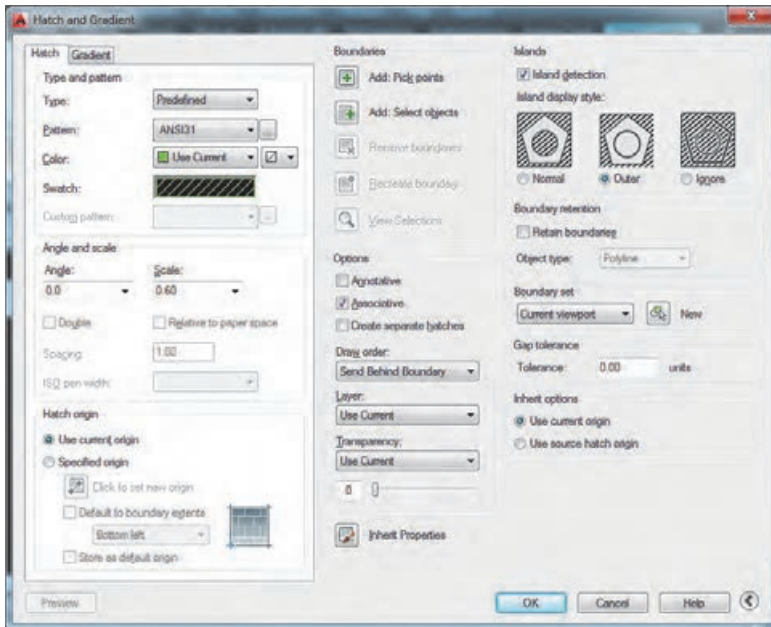 Hatch and Gradient
Hatch
Gradient
Type and pattern
Type:
Predefined
Pattern:
ANSI31
...
Color:
Use Current
Swatch:
Custom pattern:
...
Angle and scale
Angle:
Scale:
0.0
0.60
Double
Relative to paper space
Spacing:
1.00
ISO pen width:
Hatch origin
Use current origin
Specified origin
Click to set new origin
Default to boundary extents
Bottom left
Store as default origin
Preview
Boundaries
Add: Pick points
Add: Select objects
Remove boundaries
Recreate boundary
View Selections
Options
Annotative
Associative
Create separate hatches
Draw order:
Send Behind Boundary
Layer:
Use Current
Transparency:
Use Current
0
Inherit Properties
Islands
Island detection
Island display style:
Normal
Outer
Ignore
Boundary retention
Retain boundaries
Object type:
Polyline
Boundary set
Current viewport
New
Gap tolerance
Tolerance:
0.00
units
Inherit options
Use current origin
Use source hatch origin
OK
Cancel
Help